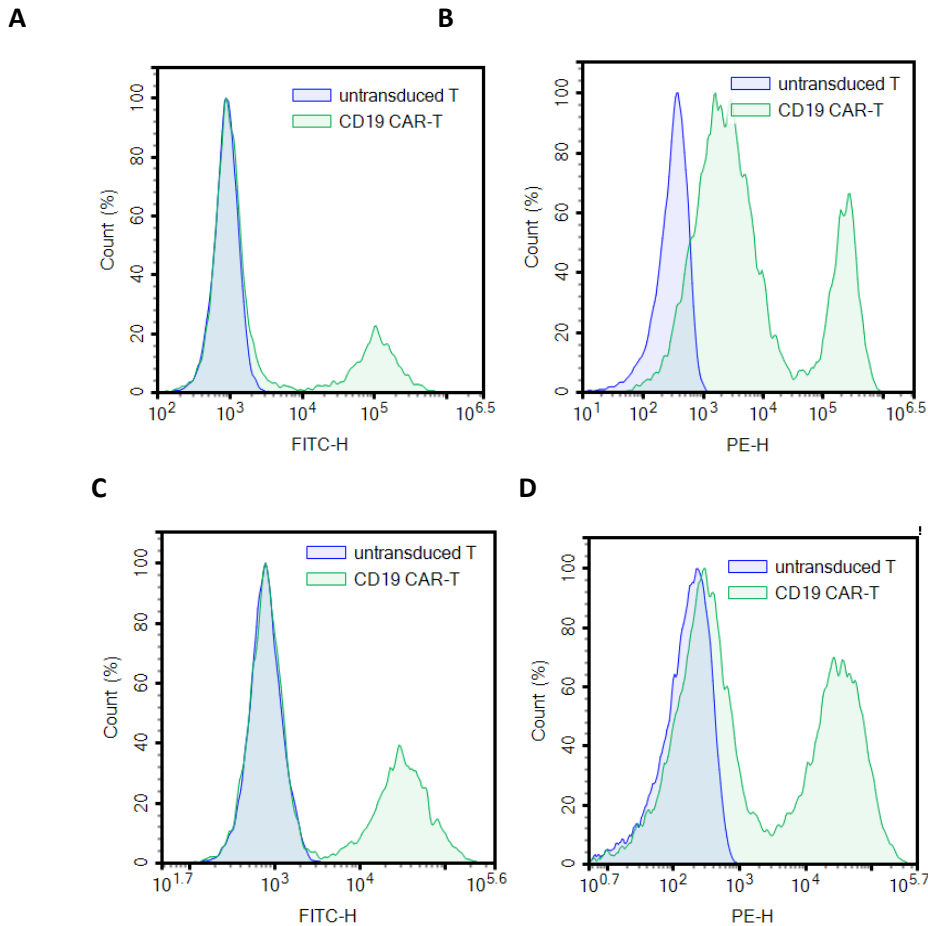 A
B
untransduced T
CD19 CAR-T
Count (%)
0
20
40
60
80
100
10^2
10^3
10^4
10^5
10^6.5
FITC-H
untransduced T
CD19 CAR-T
Count (%)
0
20
40
60
80
100
10^1
10^2
10^3
10^4
10^5
10^6.5
PE-H
C
D
untransduced T
CD19 CAR-T
Count (%)
0
20
40
60
80
100
10^1.7
10^3
10^4
10^5.6
FITC-H
untransduced T
CD19 CAR-T
Count (%)
0
20
40
60
80
100
10^0.7
10^2
10^3
10^4
10^5.7
PE-H